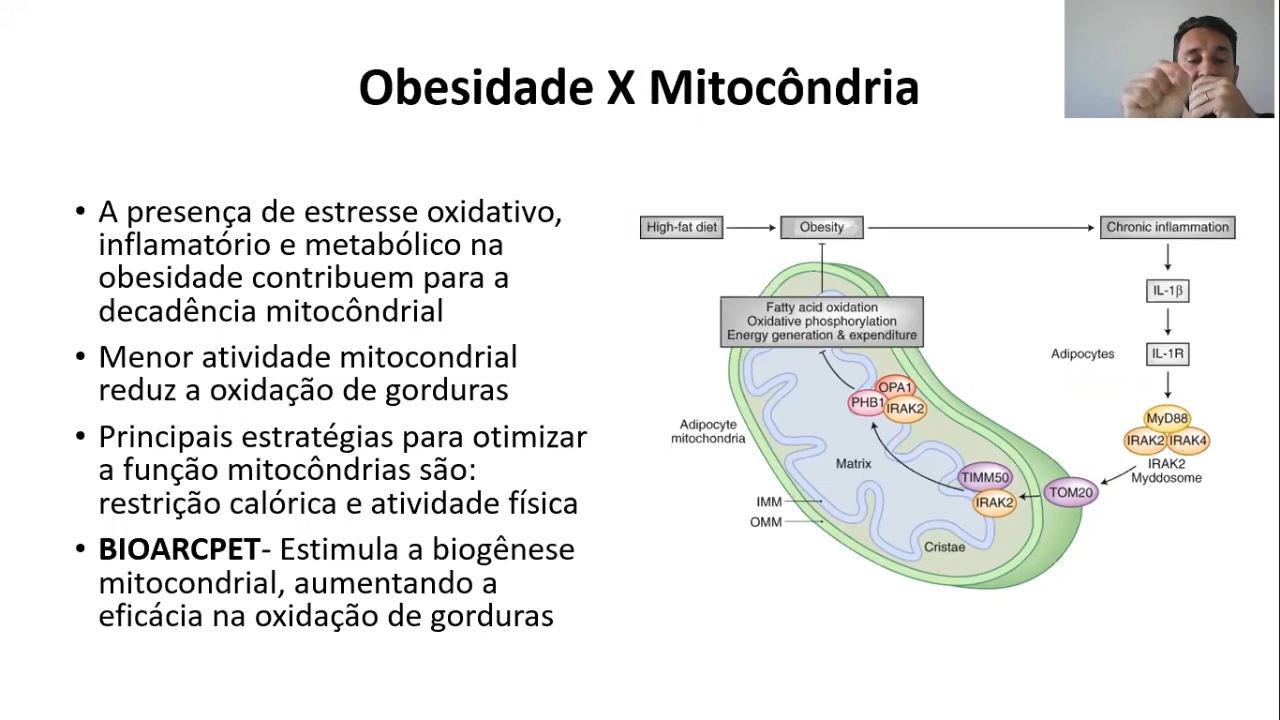 Obesidade X Mitocôndria
• A presença de estresse oxidativo,
inflamatório e metabólico na
obesidade contribuem para a
decadência mitocôndrial
• Menor atividade mitocondrial
reduz a oxidação de gorduras
• Principais estratégias para otimizar
a função mitocôndrias são:
restrição calórica e atividade física
• BIOARCPET- Estimula a biogênese
mitocondrial, aumentando a
eficácia na oxidação de gorduras
High-fat diet
Obesity
Chronic inflammation
IL-1β
IL-1R
Adipocytes
MyD88
IRAK2 IRAK4
IRAK2
Myddosome
Fatty acid oxidation
Oxidative phosphorylation
Energy generation & expenditure
OPA1
PHB1
IRAK2
Adipocyte
mitochondria
Matrix
TIMM50
IRAK2
TOM20
IMM
OMM
Cristae